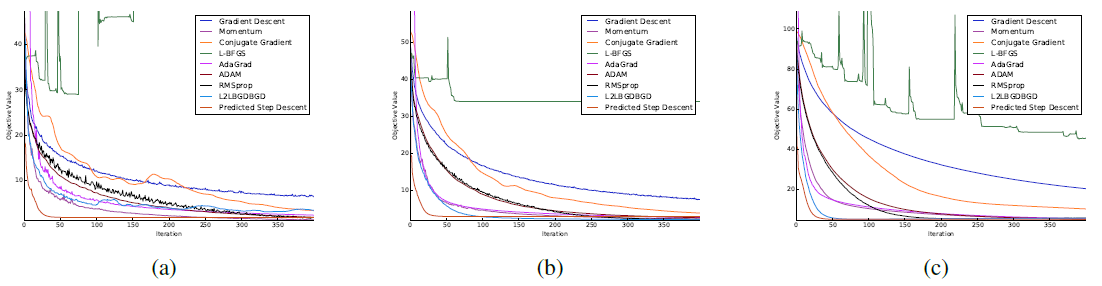 Gradient Descent
Momentum
Conjugate Gradient
L-BFGS
AdaGrad
ADAM
RMSprop
L2LBGDBGD
Predicted Step Descent
40
30
20
10
Objective Value
0 50 100 150 200 250 300 350
Iteration
(a)
Gradient Descent
Momentum
Conjugate Gradient
L-BFGS
AdaGrad
ADAM
RMSprop
L2LBGDBGD
Predicted Step Descent
50
40
30
20
10
Objective Value
0 50 100 150 200 250 300 350
Iteration
(b)
Gradient Descent
Momentum
Conjugate Gradient
L-BFGS
AdaGrad
ADAM
RMSprop
L2LBGDBGD
Predicted Step Descent
100
80
60
40
20
Objective Value
0 50 100 150 200 250 300 350
Iteration
(c)